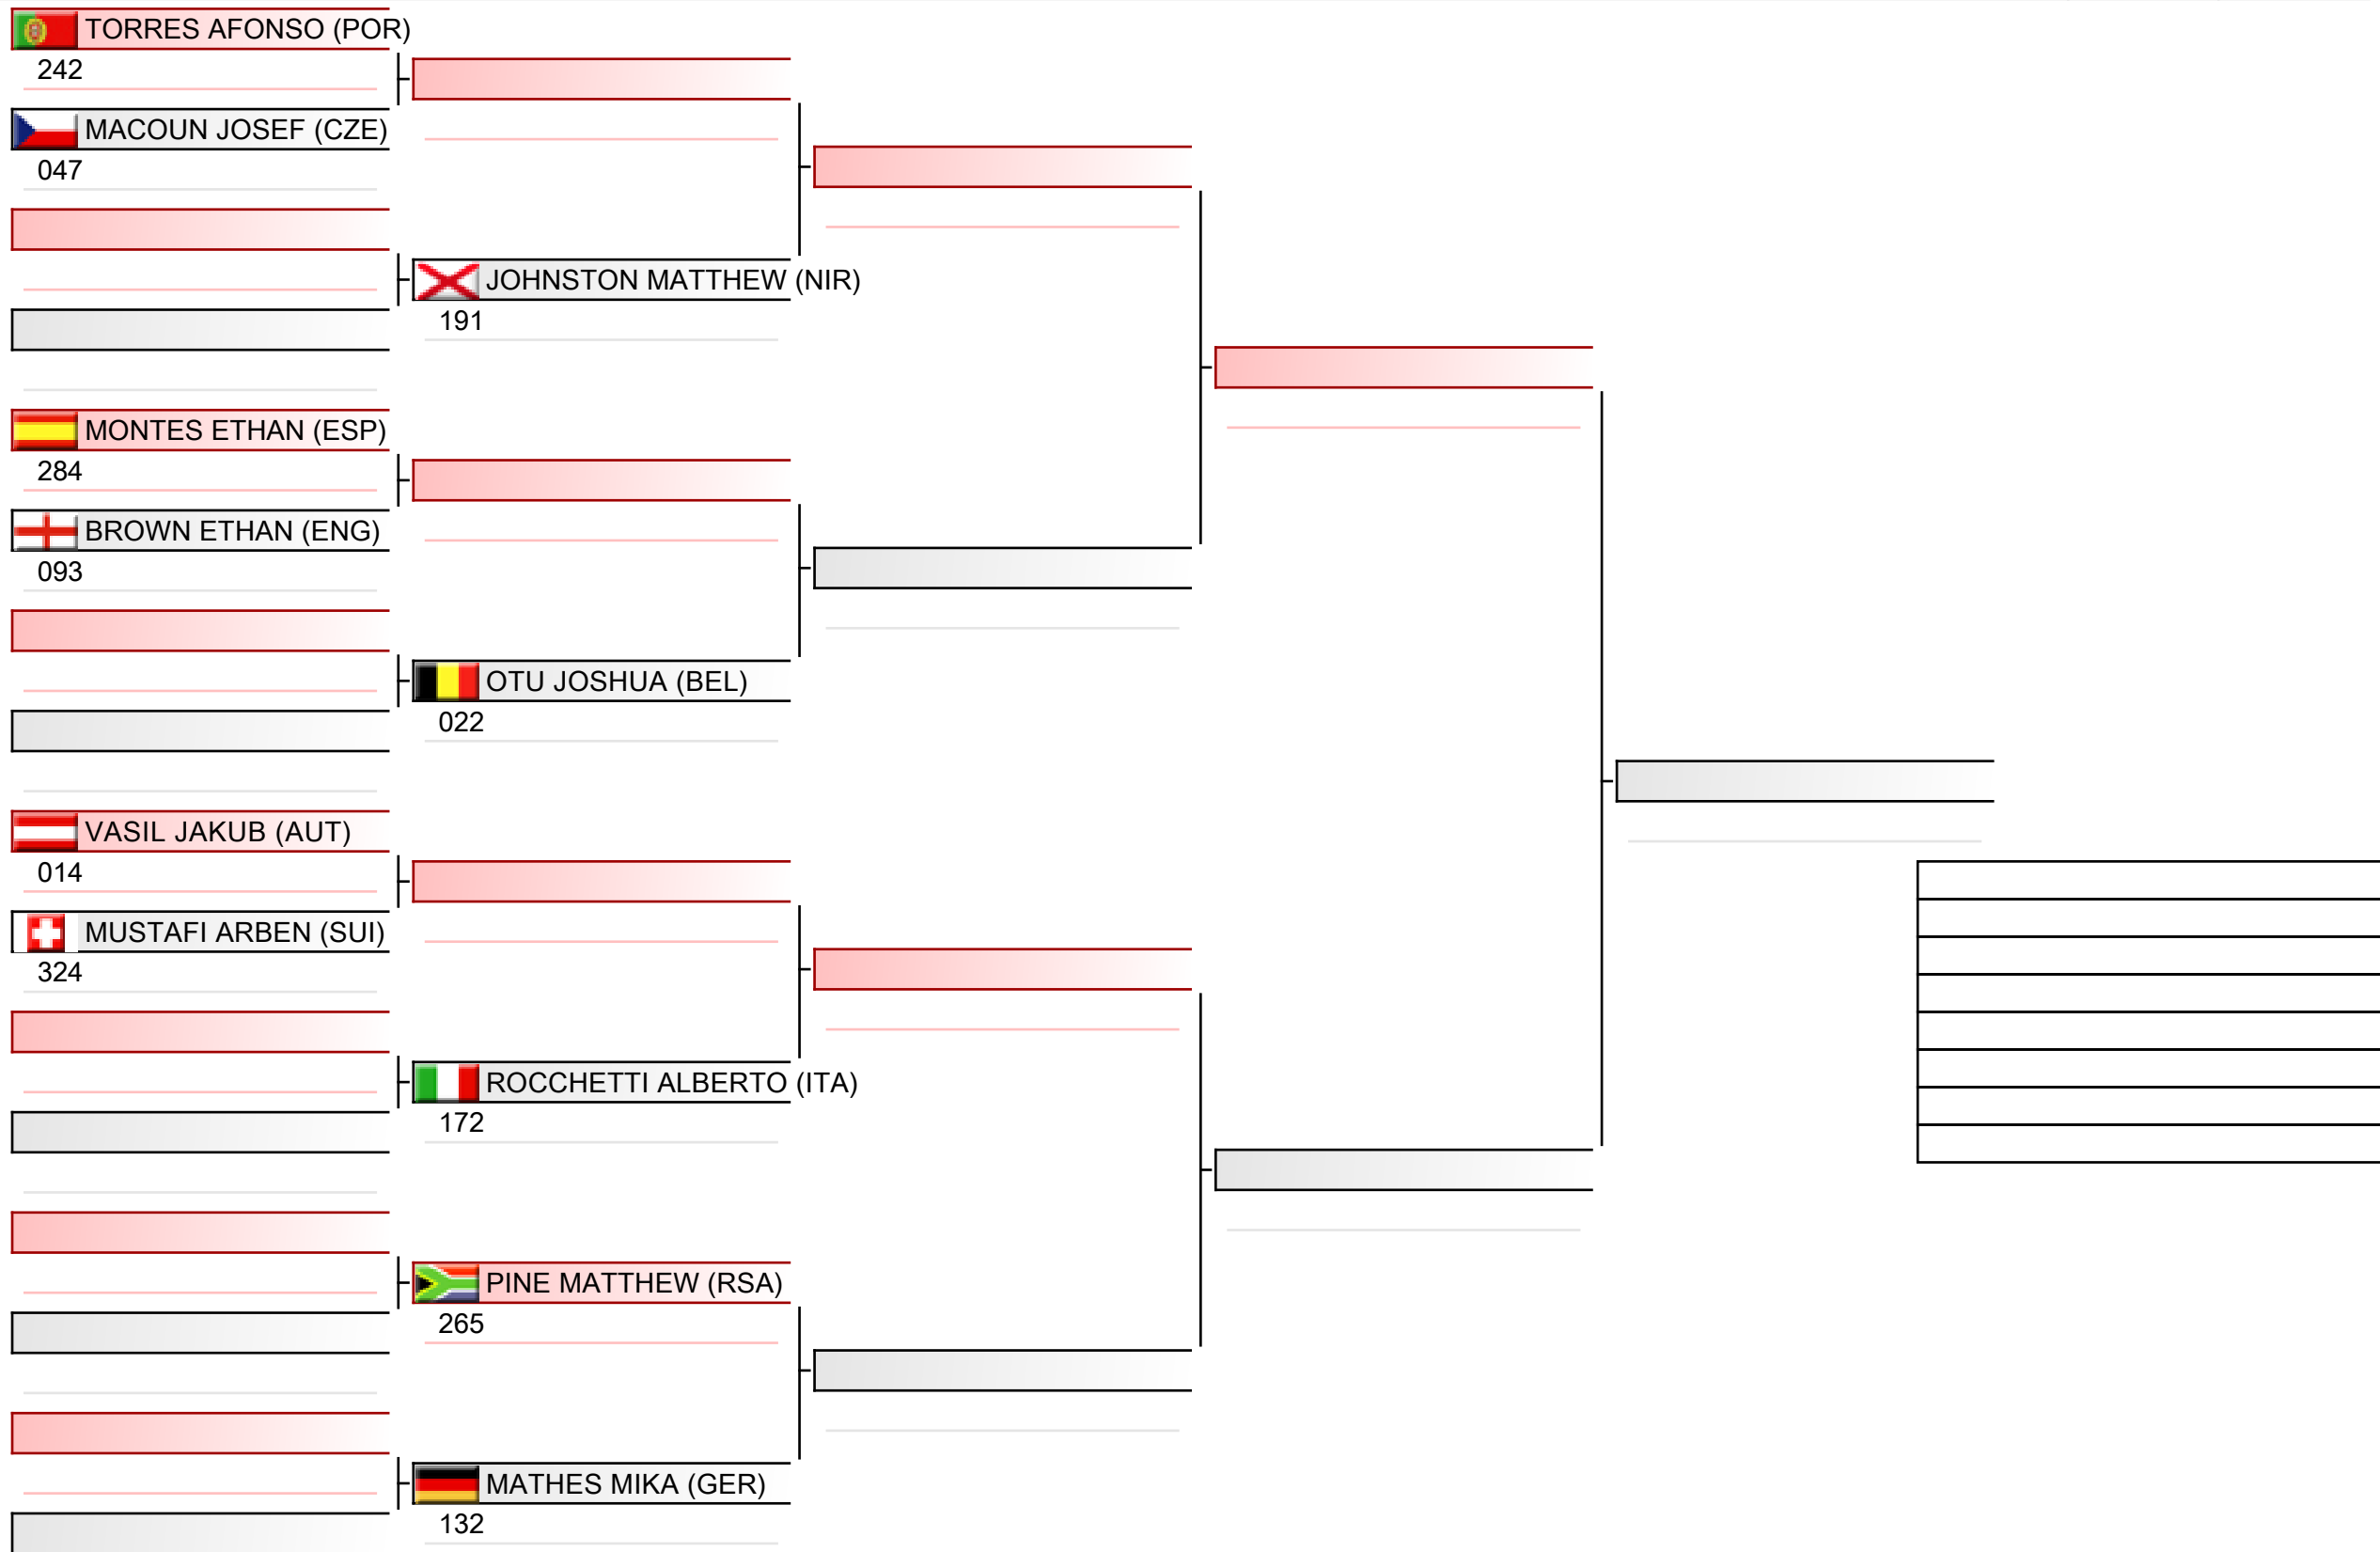 TORRES AFONSO (POR)
242
MACOUN JOSEF (CZE)
047
JOHNSTON MATTHEW (NIR)
191
MONTES ETHAN (ESP)
284
BROWN ETHAN (ENG)
093
OTU JOSHUA (BEL)
022
VASIL JAKUB (AUT)
014
MUSTAFI ARBEN (SUI)
324
ROCCHETTI ALBERTO (ITA)
172
PINE MATTHEW (RSA)
265
MATHES MIKA (GER)
132